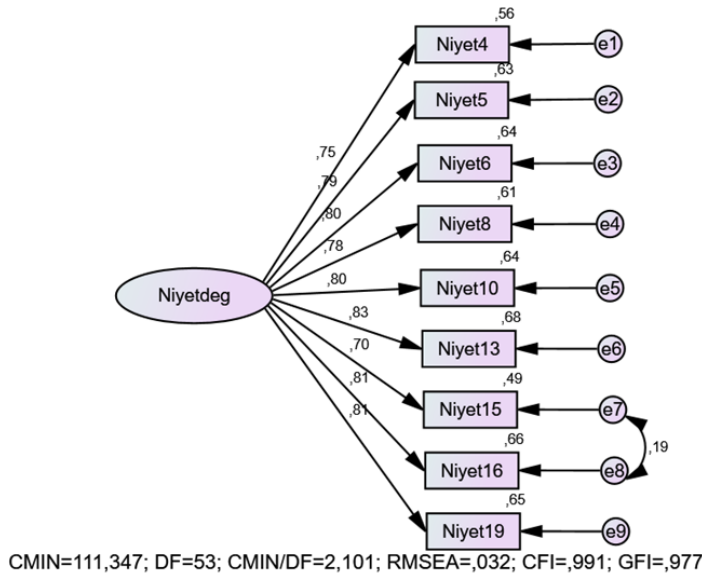 ,56
Niyet4
e1
,63
Niyet5
e2
,75
,64
Niyet6
e3
,79
,61
,80
Niyet8
e4
,78
,64
,80
Niyetdeg
Niyet10
e5
,83
,68
,70
Niyet13
e6
,81
,49
,81
Niyet15
e7
,66
,19
Niyet16
e8
,65
Niyet19
e9
CMIN=111,347; DF=53; CMIN/DF=2,101; RMSEA=,032; CFI=,991; GFI=,977